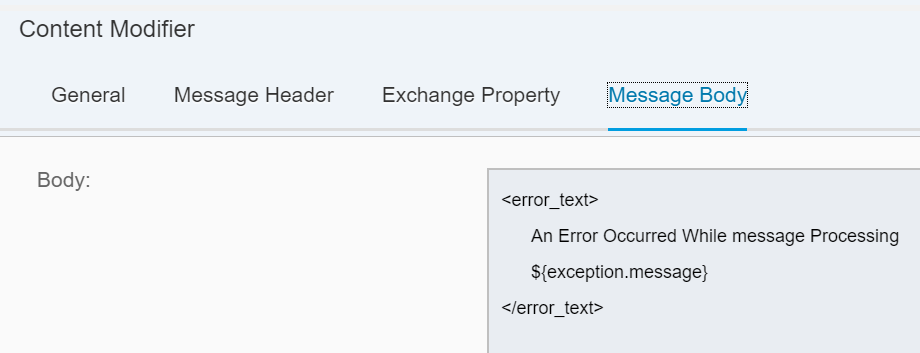 Content Modifier
General Message Header Exchange Property Message Body
Body:
<error_text>
An Error Occurred While message Processing
${exception.message}
</error_text>